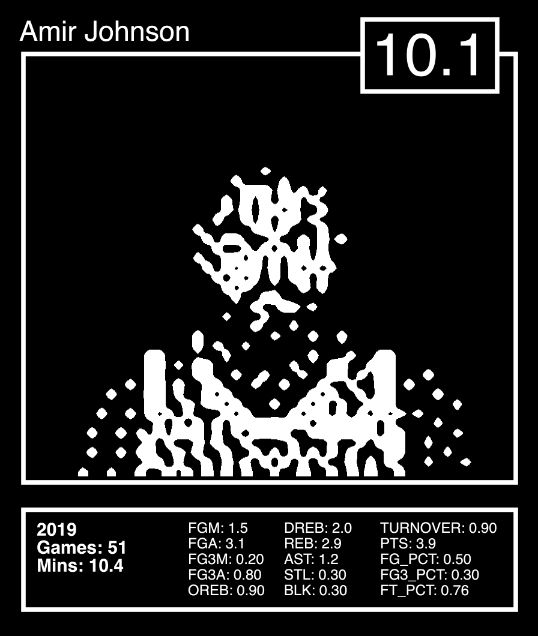 Amir Johnson
10.1
2019
Games: 51
Mins: 10.4
FGM: 1.5
FGA: 3.1
FG3M: 0.20
FG3A: 0.80
OREB: 0.90
DREB: 2.0
REB: 2.9
AST: 1.2
STL: 0.30
BLK: 0.30
TURNOVER: 0.90
PTS: 3.9
FG_PCT: 0.50
FG3_PCT: 0.30
FT_PCT: 0.76